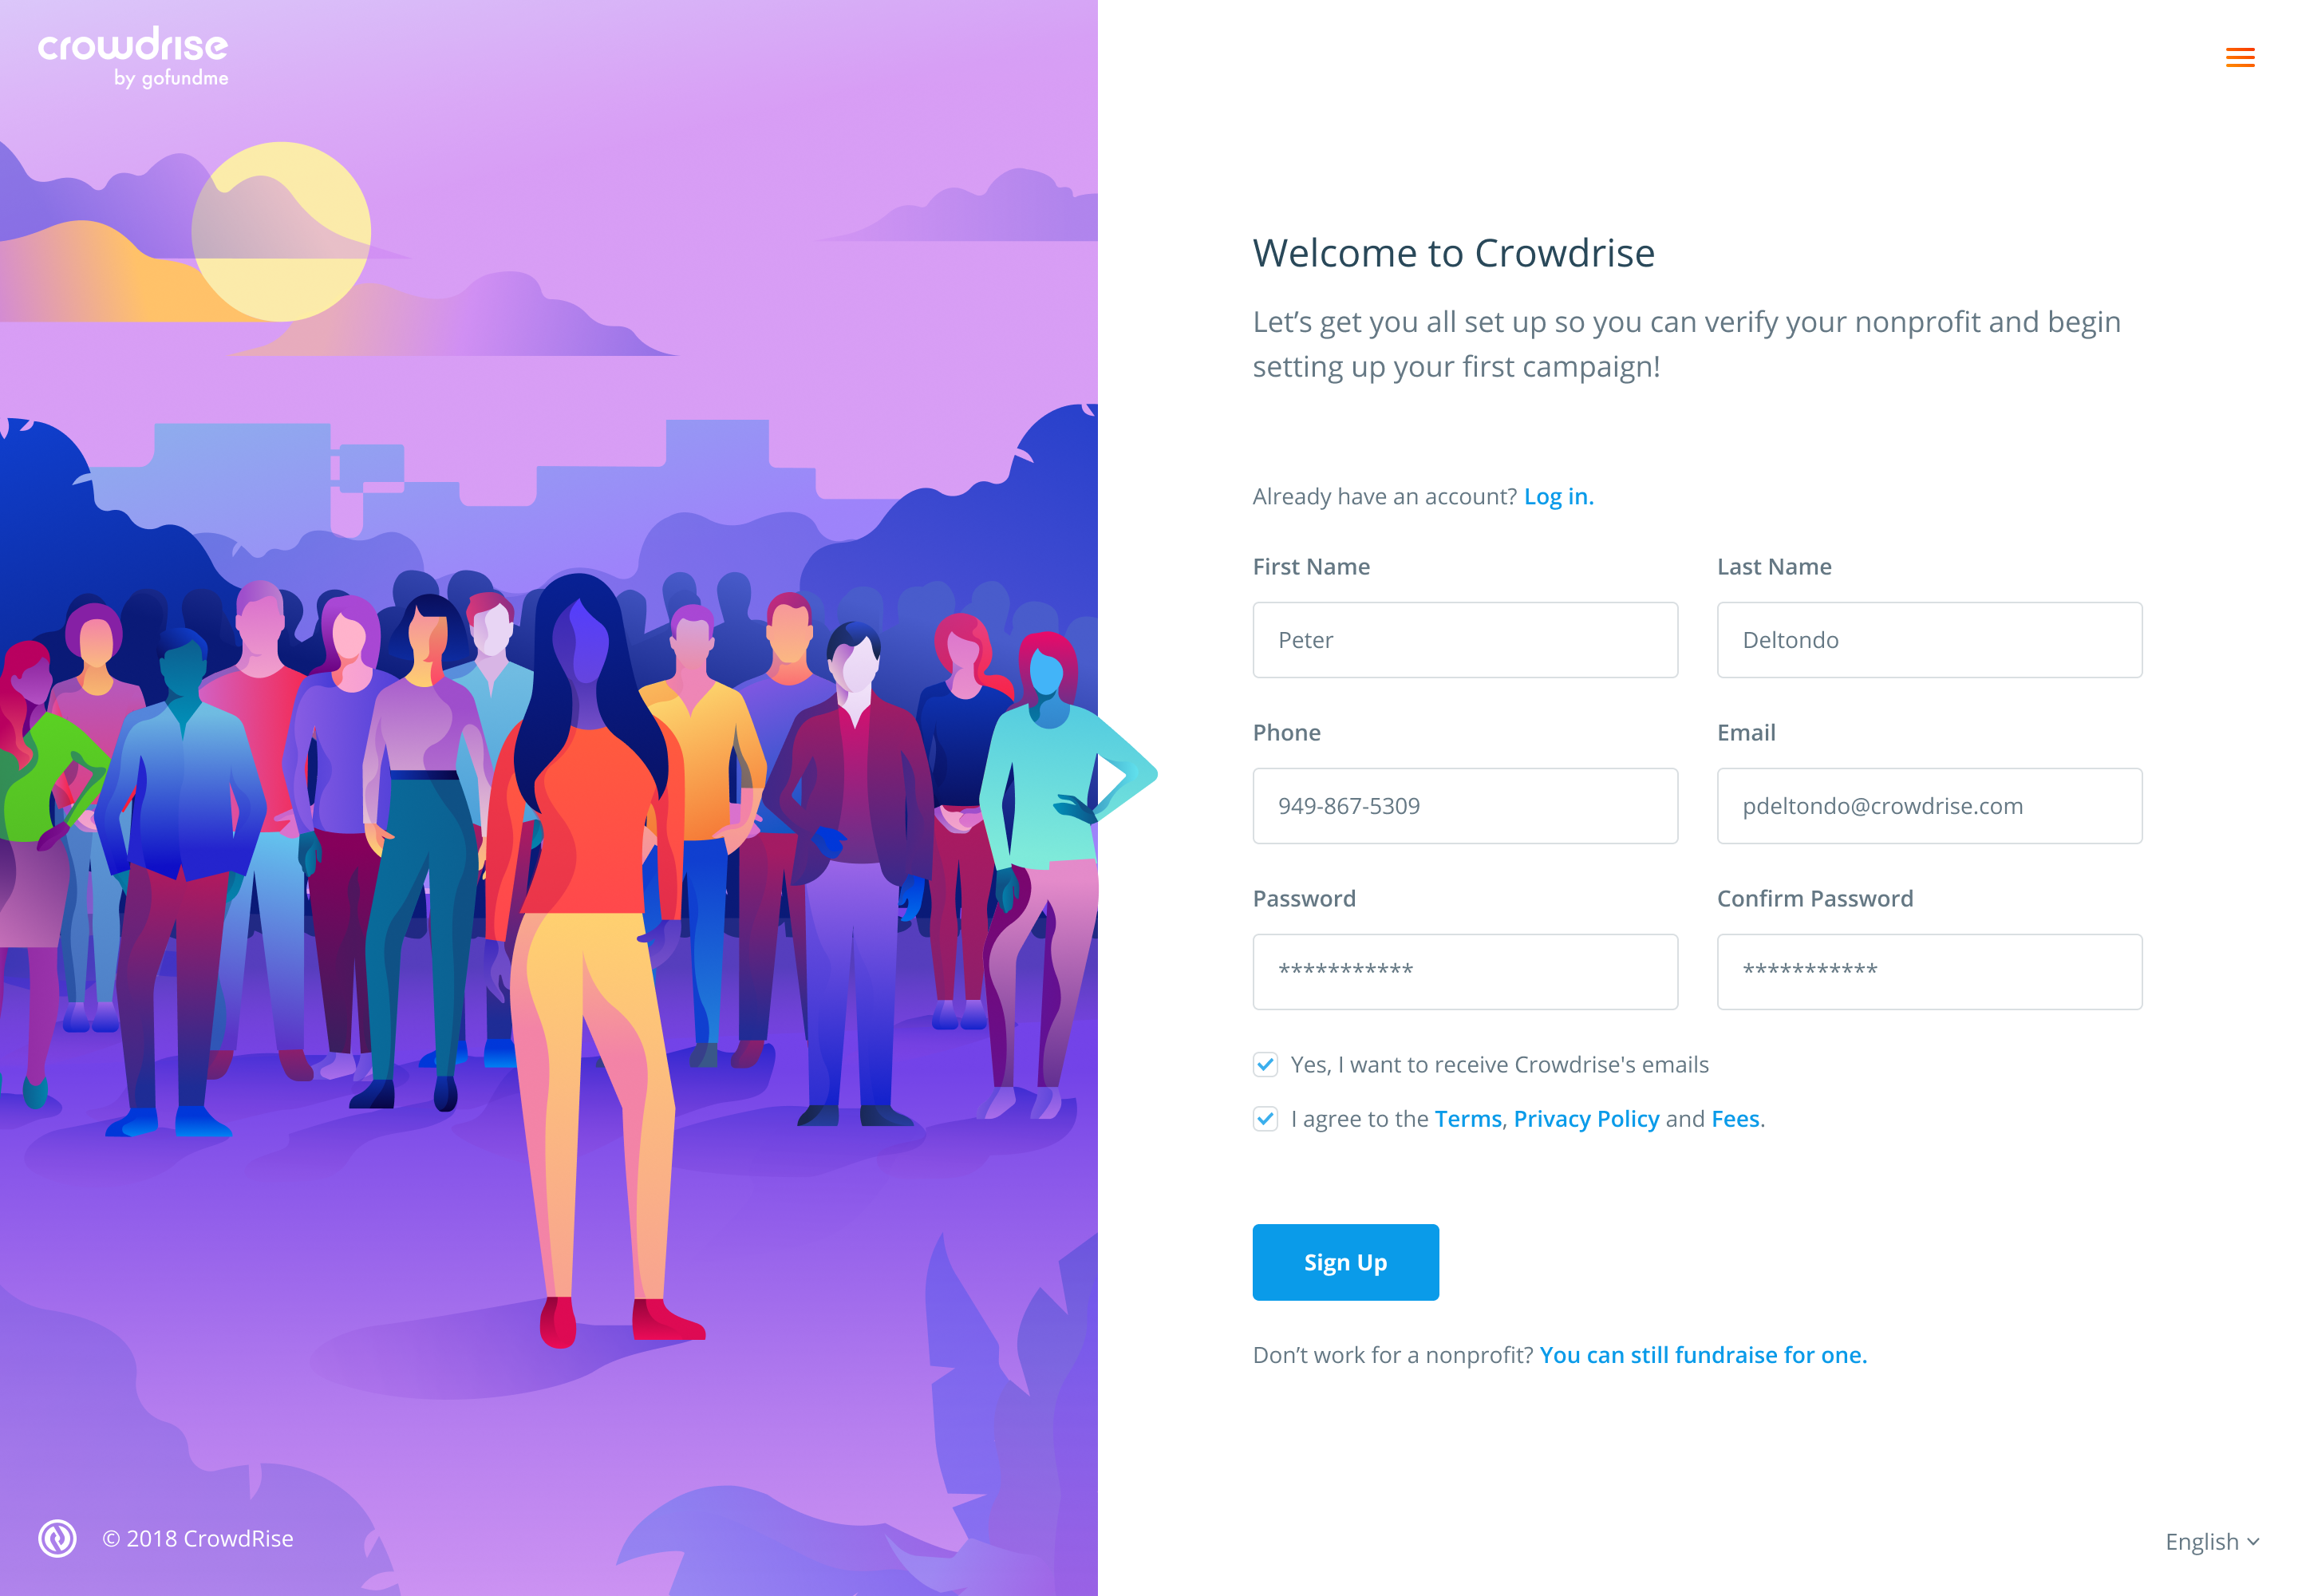 crowdrise
by gofundme
Welcome to Crowdrise
Let’s get you all set up so you can verify your nonprofit and begin
setting up your first campaign!
Already have an account? Log in.
First Name
Last Name
Peter
Deltondo
Phone
Email
949-867-5309
pdeltondo@crowdrise.com
Password
Confirm Password
***********
***********
Yes, I want to receive Crowdrise's emails
I agree to the Terms, Privacy Policy and Fees.
Sign Up
Don’t work for a nonprofit? You can still fundraise for one.
© 2018 CrowdRise
English